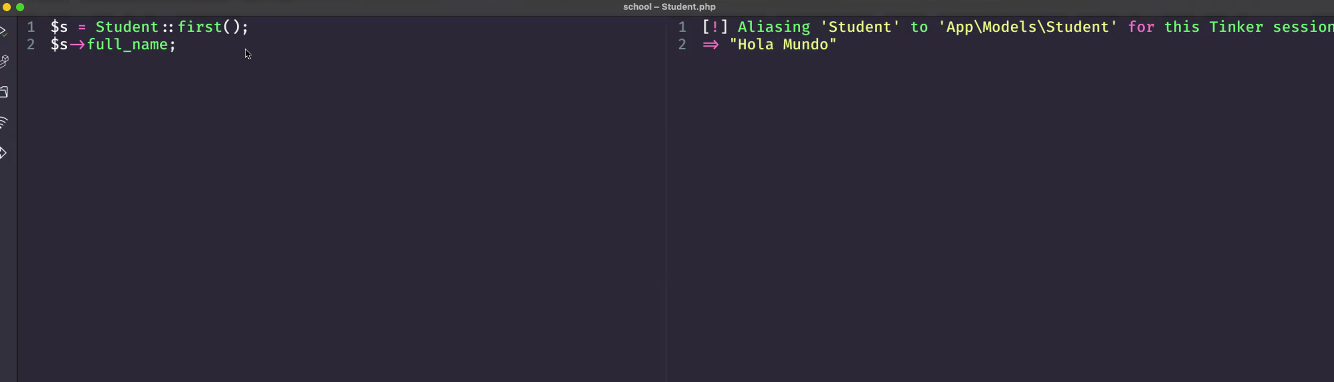 school — Student.php
1 $s = Student::first();
2 $s->full_name;
1 [!] Aliasing 'Student' to 'App\Models\Student' for this Tinker session
2 => "Hola Mundo"